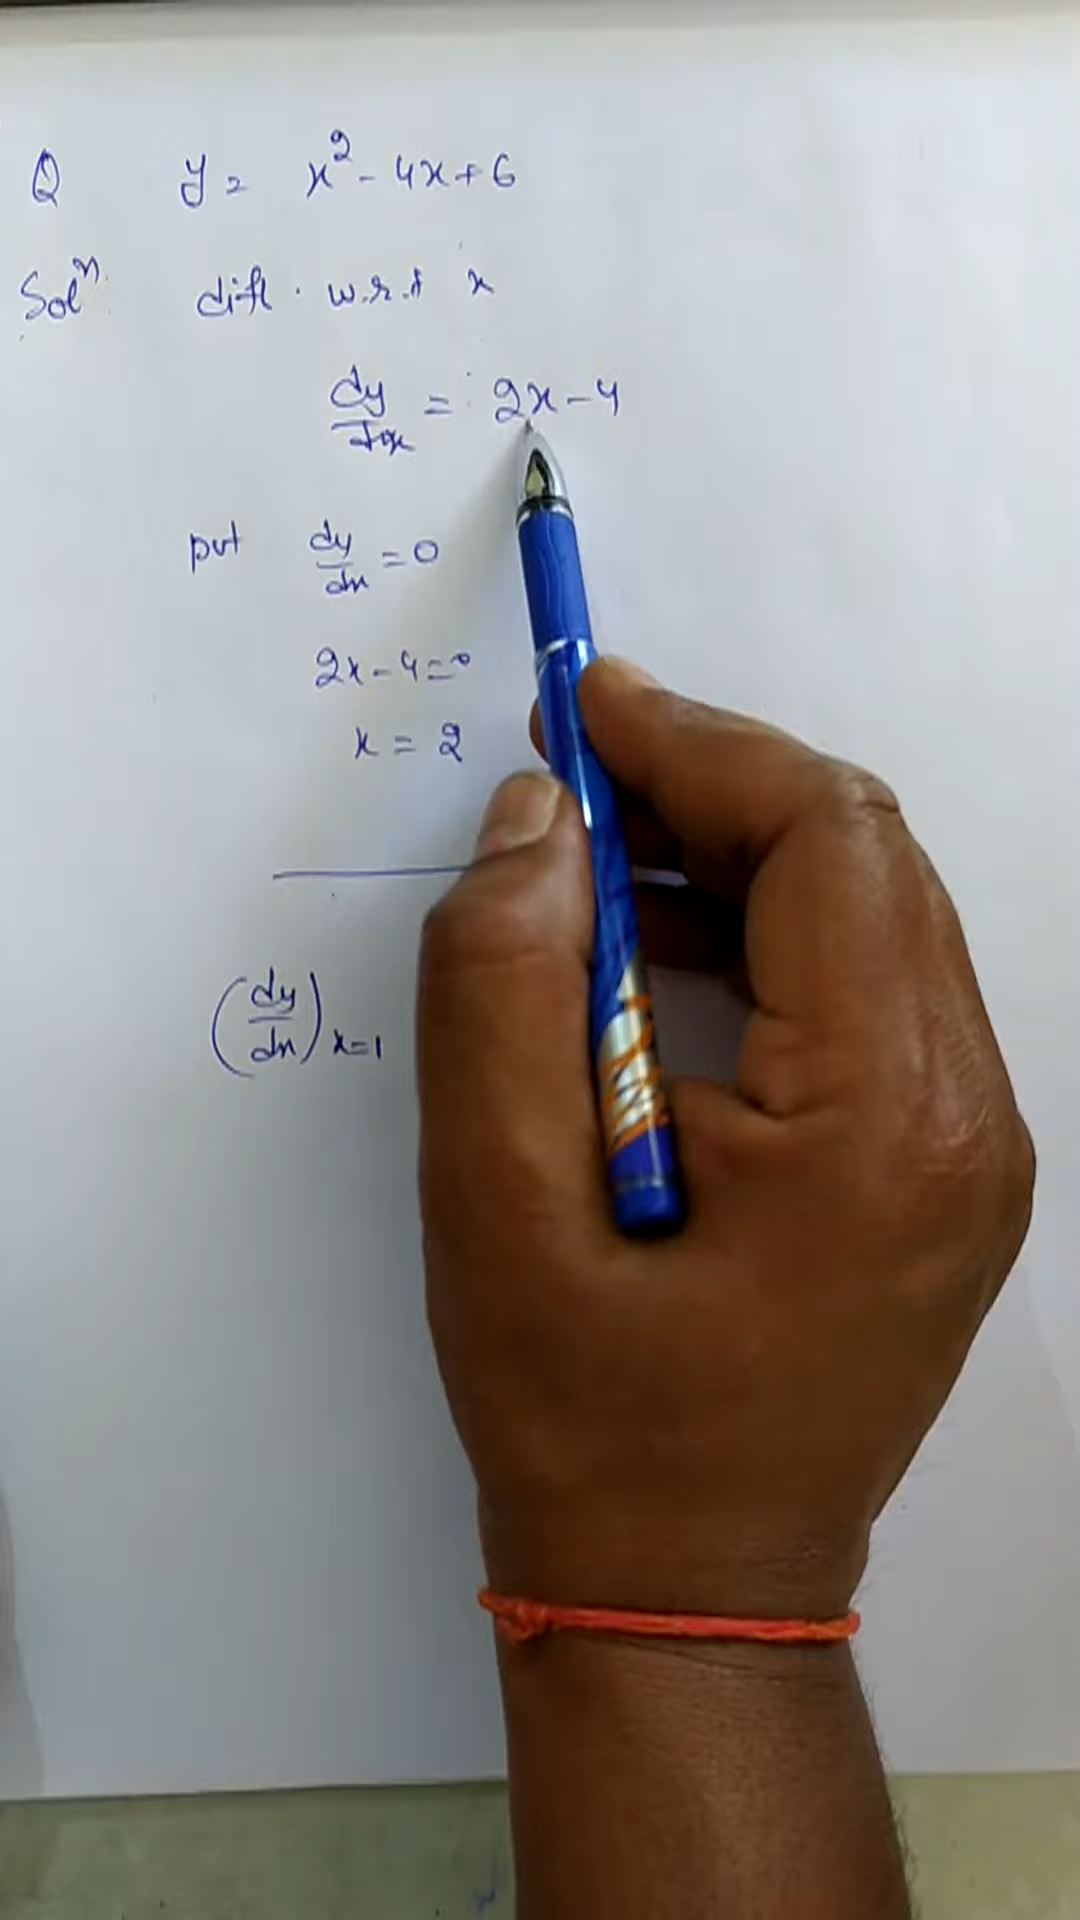 Q y = x² - 4x + 6
Solⁿ. diff. w.r.t x
dy/dx = 2x - 4
put dy/dx = 0
2x - 4 = 0
x = 2
(dy/dx) x=1